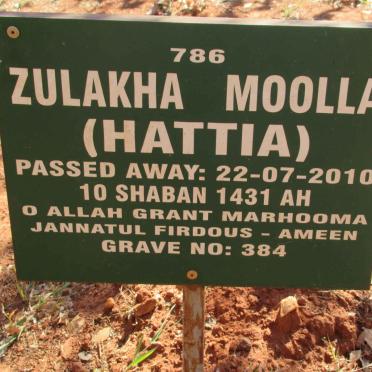 786
ZULAKHA MOOLLA
(HATTIA)
PASSED AWAY: 22-07-2010
10 SHABAN 1431 AH
O ALLAH GRANT MARHOOMA
JANNATUL FIRDOUS - AMEEN
GRAVE NO: 384